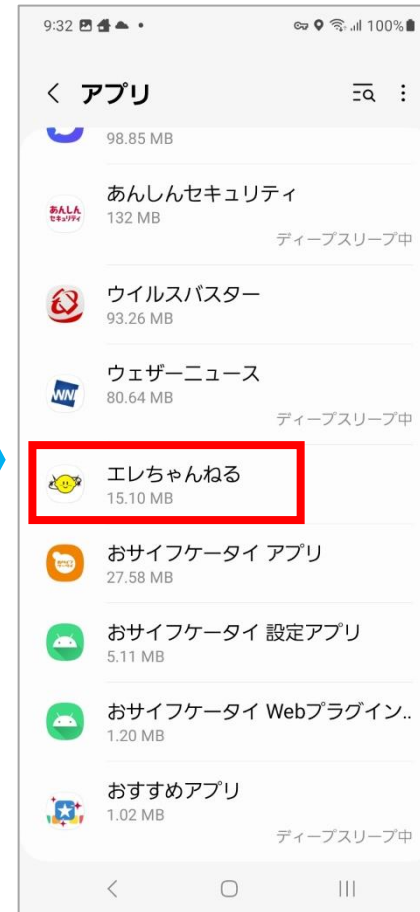 9:32 100%
アプリ
98.85 MB
あんしんセキュリティ
132 MB
ディープスリープ中
ウイルスバスター
93.26 MB
ウェザーニュース
80.64 MB
ディープスリープ中
エレちゃんねる
15.10 MB
おサイフケータイ アプリ
27.58 MB
おサイフケータイ 設定アプリ
5.11 MB
おサイフケータイ Webプラグイン..
1.20 MB
おすすめアプリ
1.02 MB
ディープスリープ中